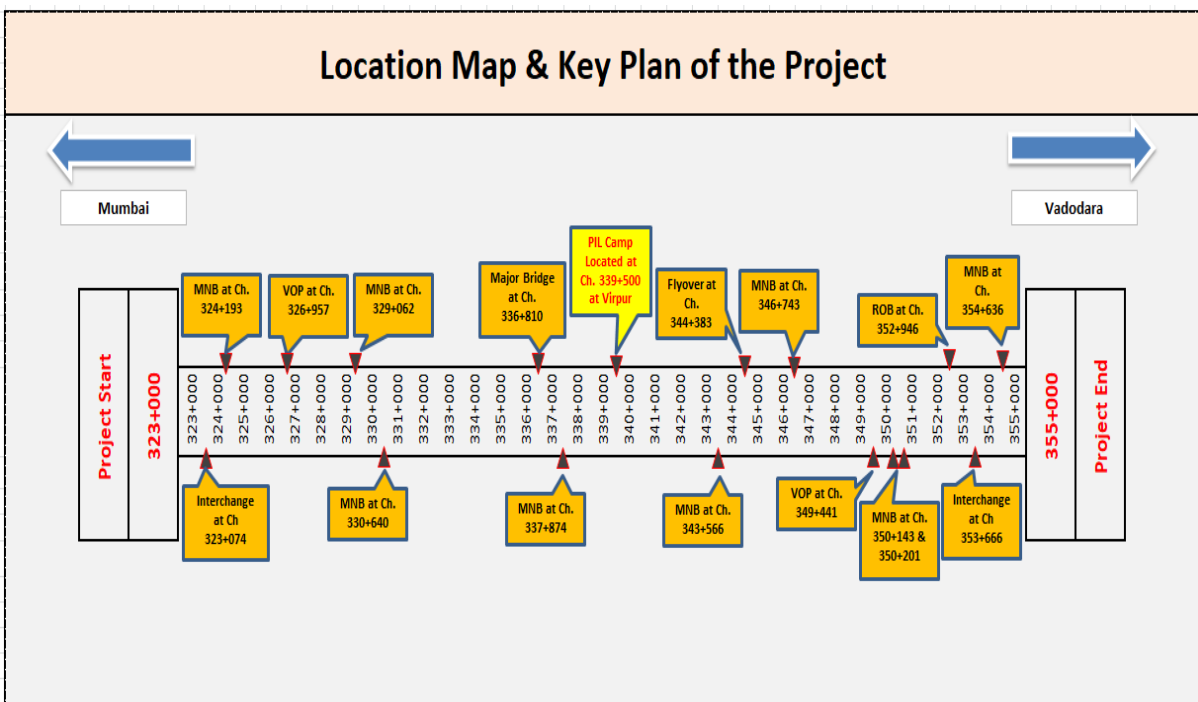 Location Map & Key Plan of the Project
Mumbai
Vadodara
MNB at Ch.
324+193
VOP at Ch.
326+957
MNB at Ch.
329+062
Major Bridge
at Ch.
336+810
PIL Camp
Located at
Ch. 339+500
at Virpur
Flyover at
Ch.
344+383
MNB at Ch.
346+743
ROB at Ch.
352+946
MNB at
Ch.
354+636
Project Start
323+000
323+000
324+000
325+000
326+000
327+000
328+000
329+000
330+000
331+000
332+000
333+000
334+000
335+000
336+000
337+000
338+000
339+000
340+000
341+000
342+000
343+000
344+000
345+000
346+000
347+000
348+000
349+000
350+000
351+000
352+000
353+000
354+000
355+000
355+000
Project End
Interchange
at Ch
323+074
MNB at Ch.
330+640
MNB at Ch.
337+874
MNB at Ch.
343+566
VOP at Ch.
349+441
MNB at Ch.
350+143 &
350+201
Interchange
at Ch
353+666